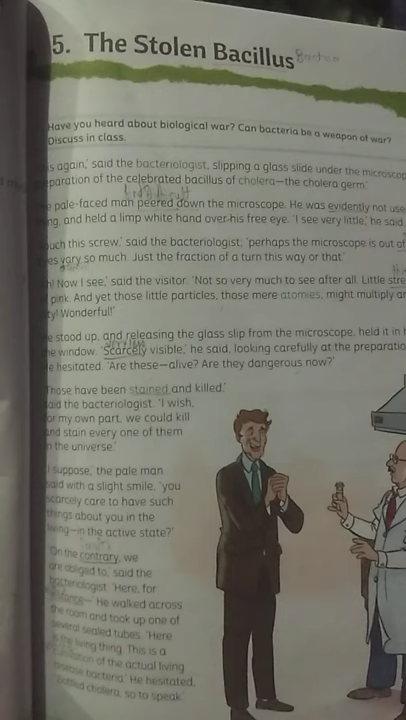 5. The Stolen Bacillus
Have you heard about biological war? Can bacteria be a weapon of war?
Discuss in class.
again,' said the bacteriologist, slipping a glass slide under the
of the celebrated bacillus of cholera—the cholera germ.'
pale-faced man peered down the microscope. He was evidently not
and held a limp white hand over his free eye. 'I see very little,' he said
this screw,' said the bacteriologist; 'perhaps the microscope is out of
vary so much. Just the fraction of a turn this way or that.'
Now I see,' said the visitor. 'Not so very much to see after all. Little
pink. And yet those little particles, those mere atomies, might multiply
Wonderful!'
stood up, and releasing the glass slip from the microscope, held it in
window. 'Scarcely visible,' he said, looking carefully at the
hesitated. 'Are these—alive? Are they dangerous now?'
Those have been stained and killed.'
said the bacteriologist. 'I wish,
for my own part, we could kill
and stain every one of them
in the universe.'
I suppose,' the pale man
said with a slight smile, 'you
scarcely care to have such
things about you in the
living—in the active state?'
'On the contrary, we
are obliged to,' said the
bacteriologist. 'Here, for
He walked across
the room and took up one of
several sealed tubes. 'Here
is the living thing. This is a
of the actual living
disease bacteria.' He hesitated,
cholera, so to speak.'